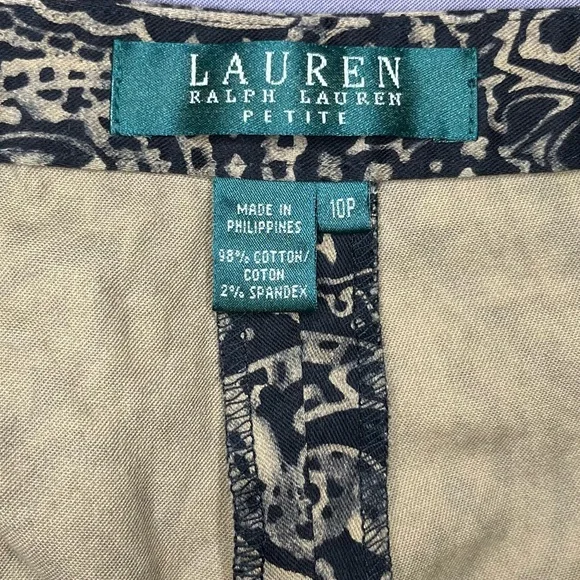 LAUREN
RALPH LAUREN
PETITE
MADE IN
PHILIPPINES
98% COTTON/
COTON
2% SPANDEX
10P